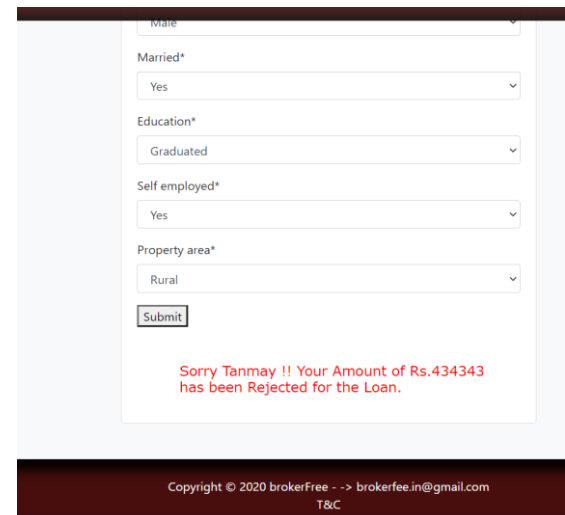 Male
Married*
Yes
Education*
Graduated
Self employed*
Yes
Property area*
Rural
Submit
Sorry Tanmay !! Your Amount of Rs.434343
has been Rejected for the Loan.
Copyright © 2020 brokerFree - -> brokerfee.in@gmail.com
T&C